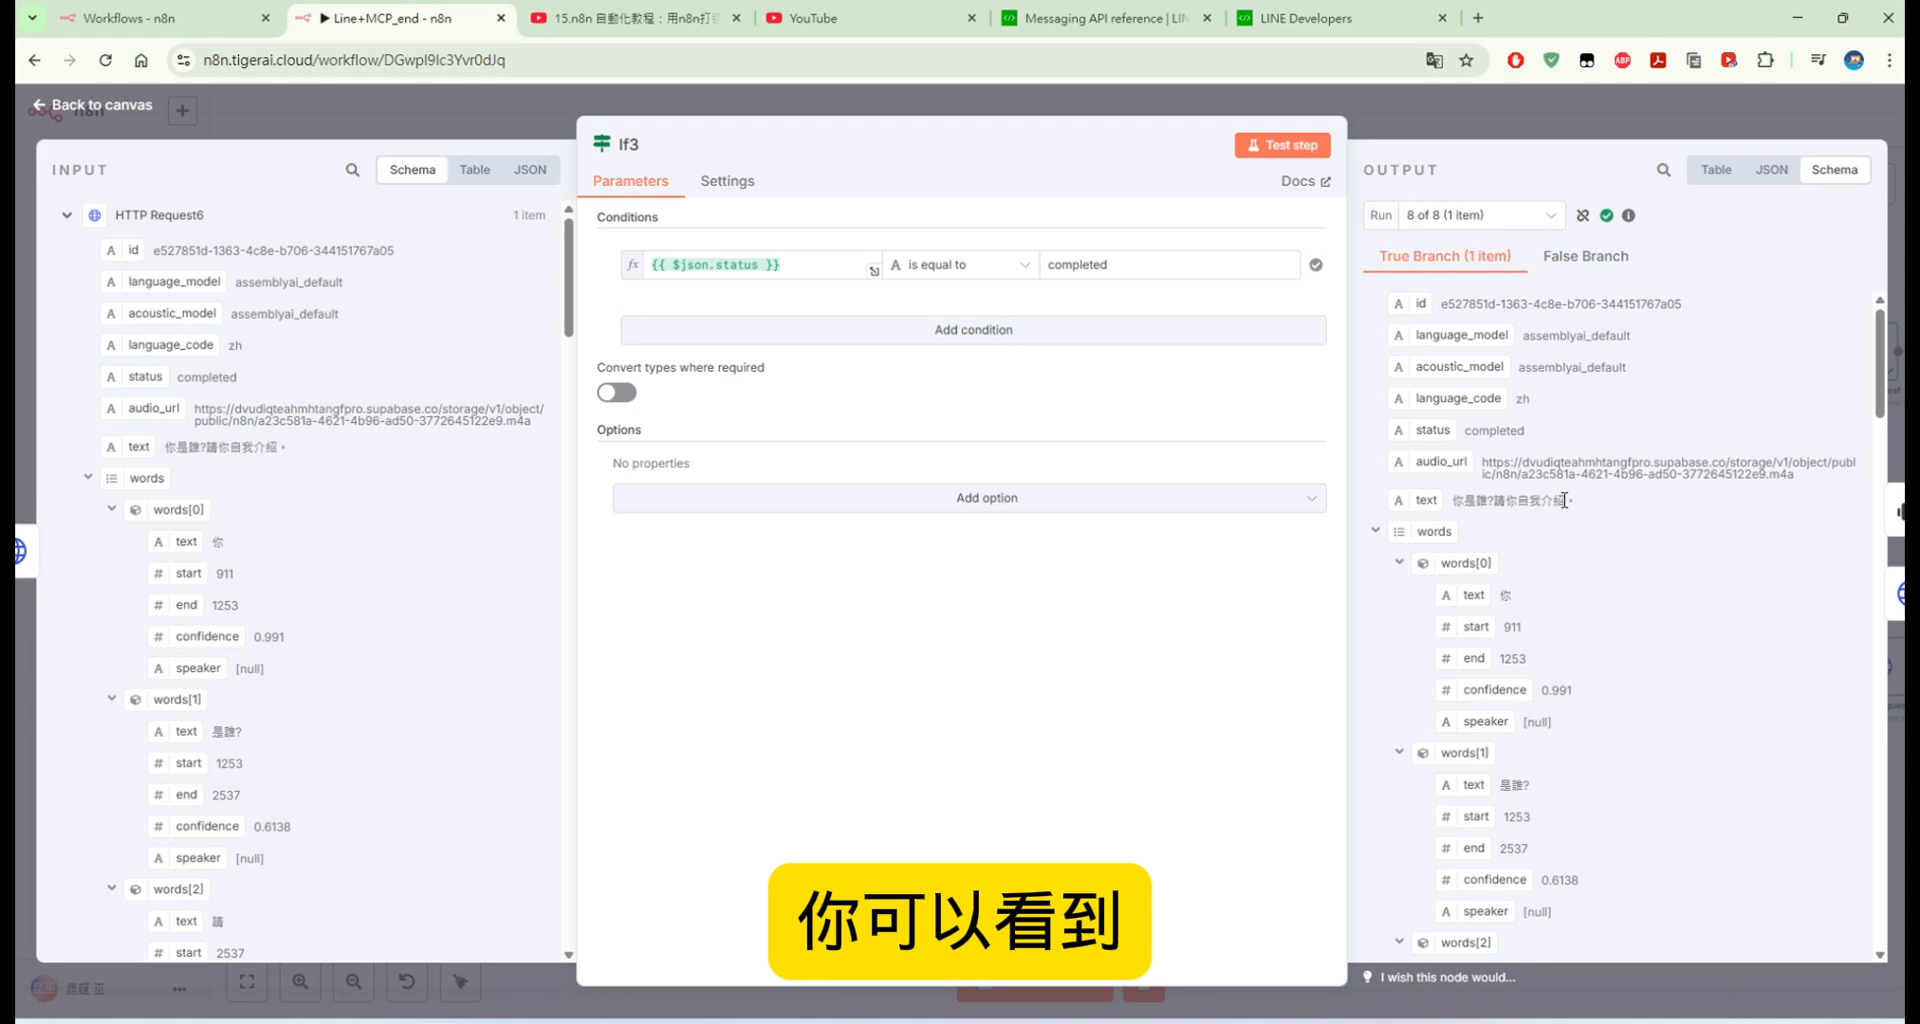 Workflows - n8n
▶ Line+MCP_end - n8n
15.n8n 自動化教程：用n8n打
YouTube
Messaging API reference | LIN
LINE Developers
n8n.tigerai.cloud/workflow/DGwpI9Ic3Yvr0dJq
Back to canvas
n8n
INPUT
Schema
Table
JSON
HTTP Request6
1 item
A id e527851d-1363-4c8e-b706-344151767a05
A language_model assemblyai_default
A acoustic_model assemblyai_default
A language_code zh
A status completed
A audio_url https://dvudiqteahmhtangfpro.supabase.co/storage/v1/object/
public/n8n/a23c581a-4621-4b96-ad50-3772645122e9.m4a
A text 你是誰?請你自我介紹。
words
words[0]
A text 你
# start 911
# end 1253
# confidence 0.991
A speaker [null]
words[1]
A text 是誰?
# start 1253
# end 2537
# confidence 0.6138
A speaker [null]
words[2]
A text 請
# start 2537
If3
Test step
Parameters
Settings
Docs
Conditions
fx {{ $json.status }}
A is equal to
completed
Add condition
Convert types where required
Options
No properties
Add option
OUTPUT
Table
JSON
Schema
Run 8 of 8 (1 item)
True Branch (1 item)
False Branch
A id e527851d-1363-4c8e-b706-344151767a05
A language_model assemblyai_default
A acoustic_model assemblyai_default
A language_code zh
A status completed
A audio_url https://dvudiqteahmhtangfpro.supabase.co/storage/v1/object/publ
ic/n8n/a23c581a-4621-4b96-ad50-3772645122e9.m4a
A text 你是誰?請你自我介紹。
words
words[0]
A text 你
# start 911
# end 1253
# confidence 0.991
A speaker [null]
words[1]
A text 是誰?
# start 1253
# end 2537
# confidence 0.6138
A speaker [null]
words[2]
I wish this node would...
你可以看到